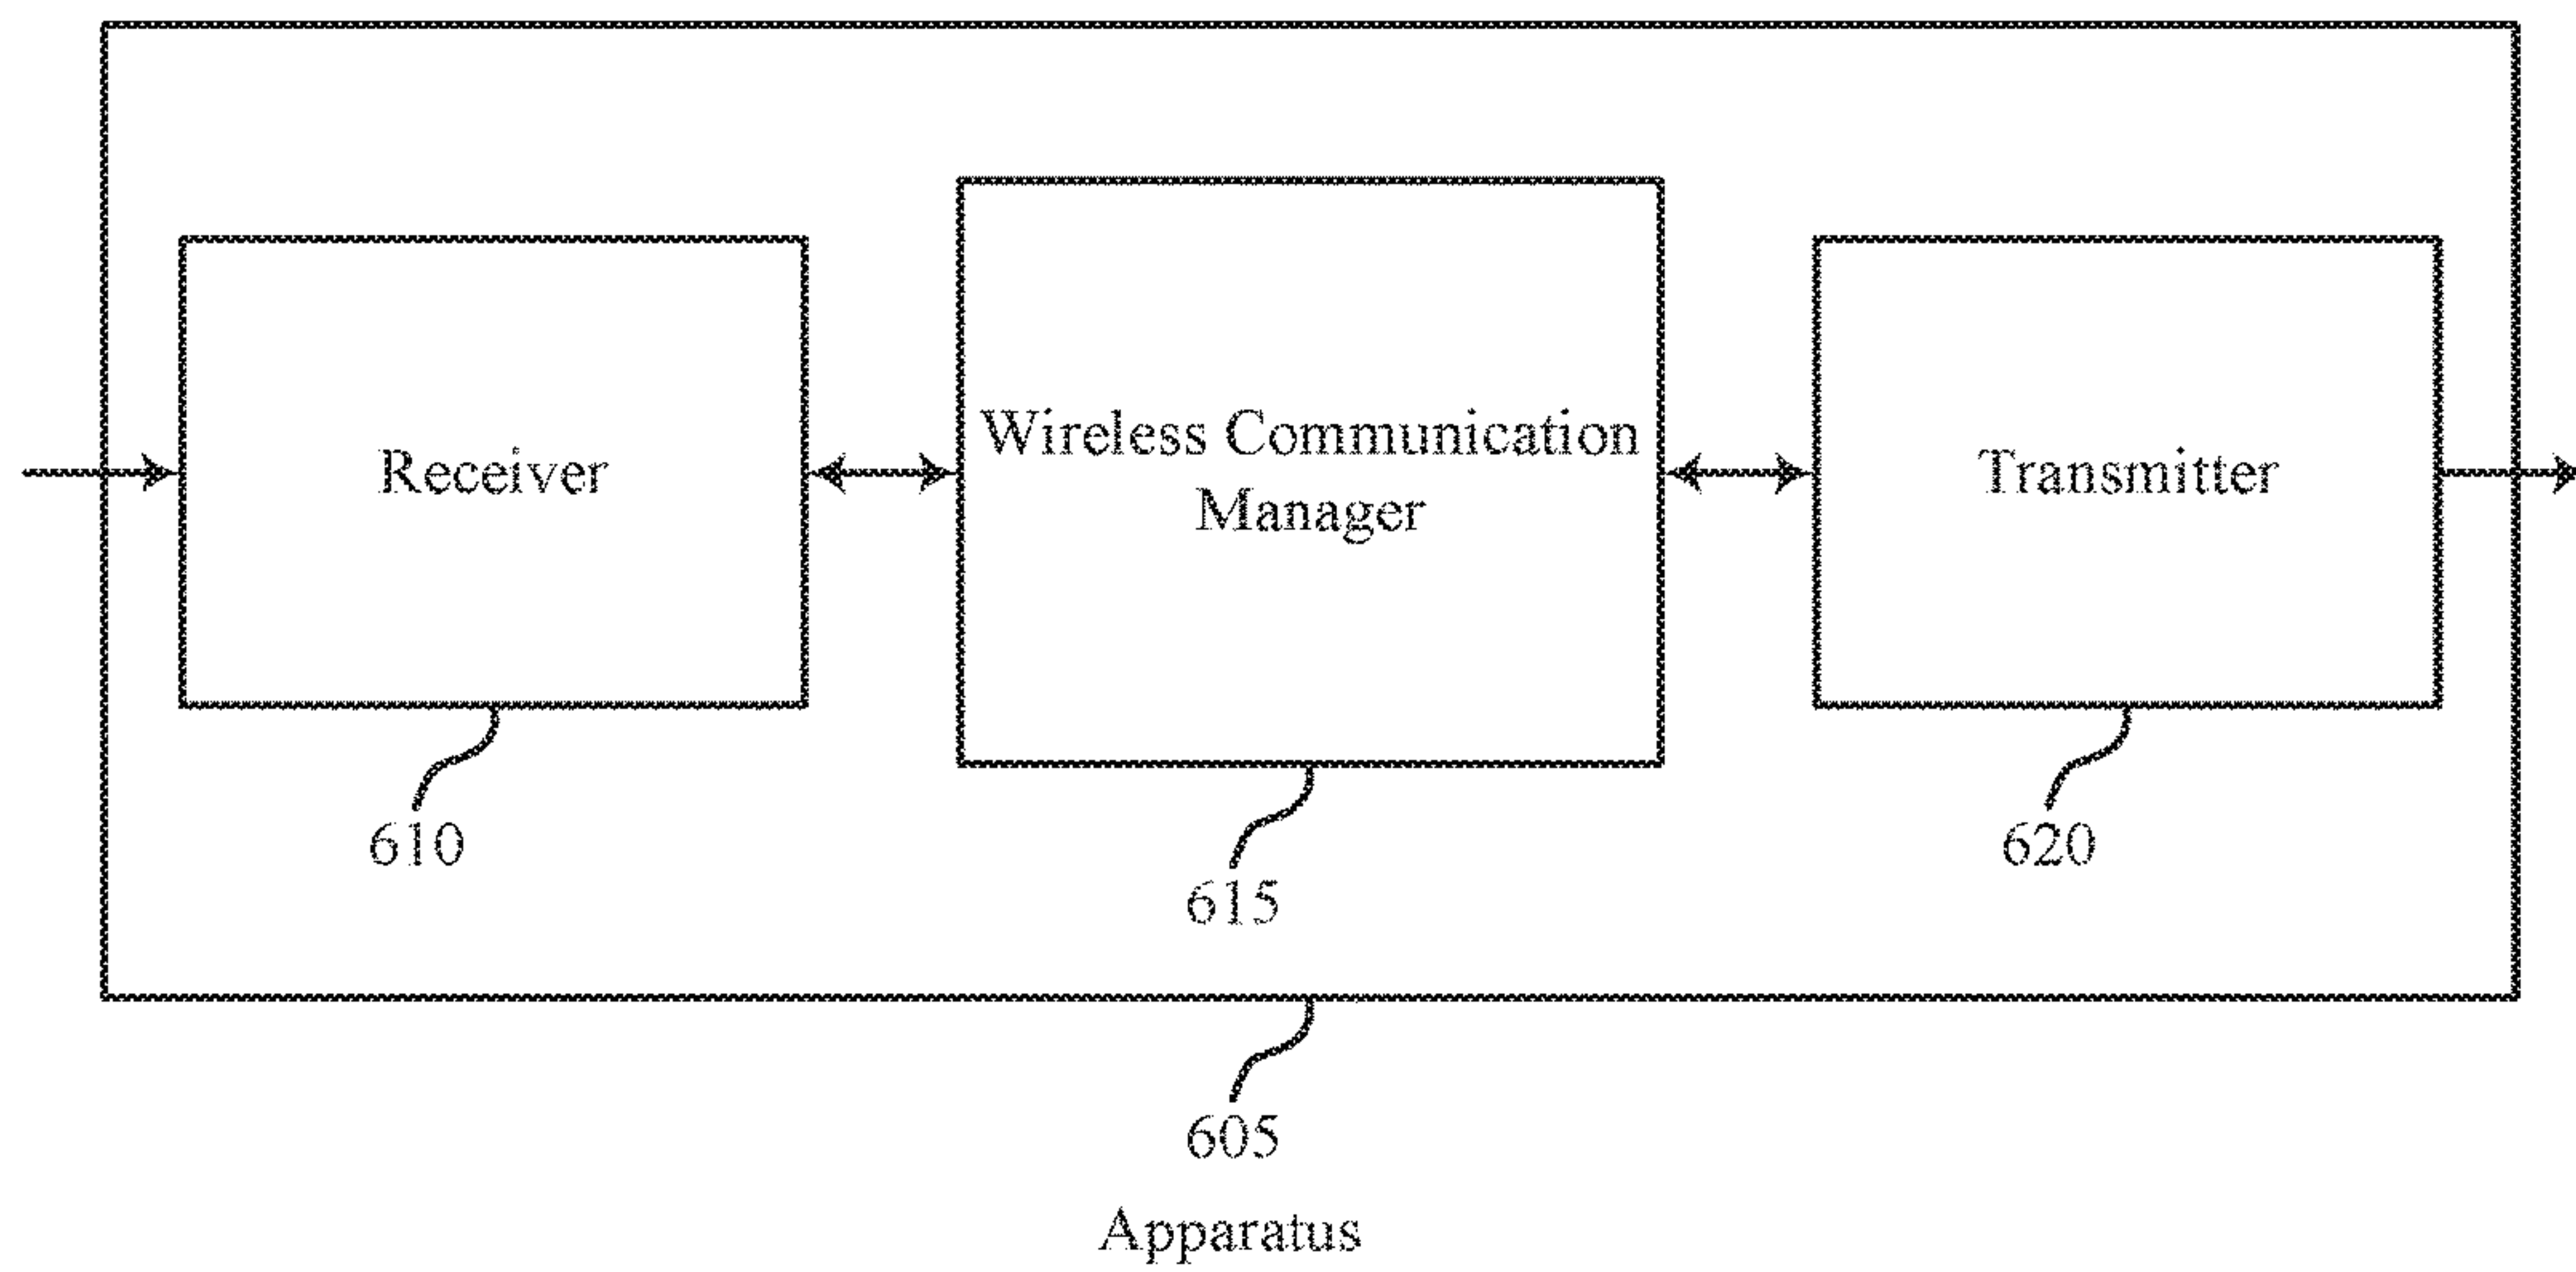 Receiver
Wireless Communication
Manager
Transmitter
610
615
620
605
Apparatus